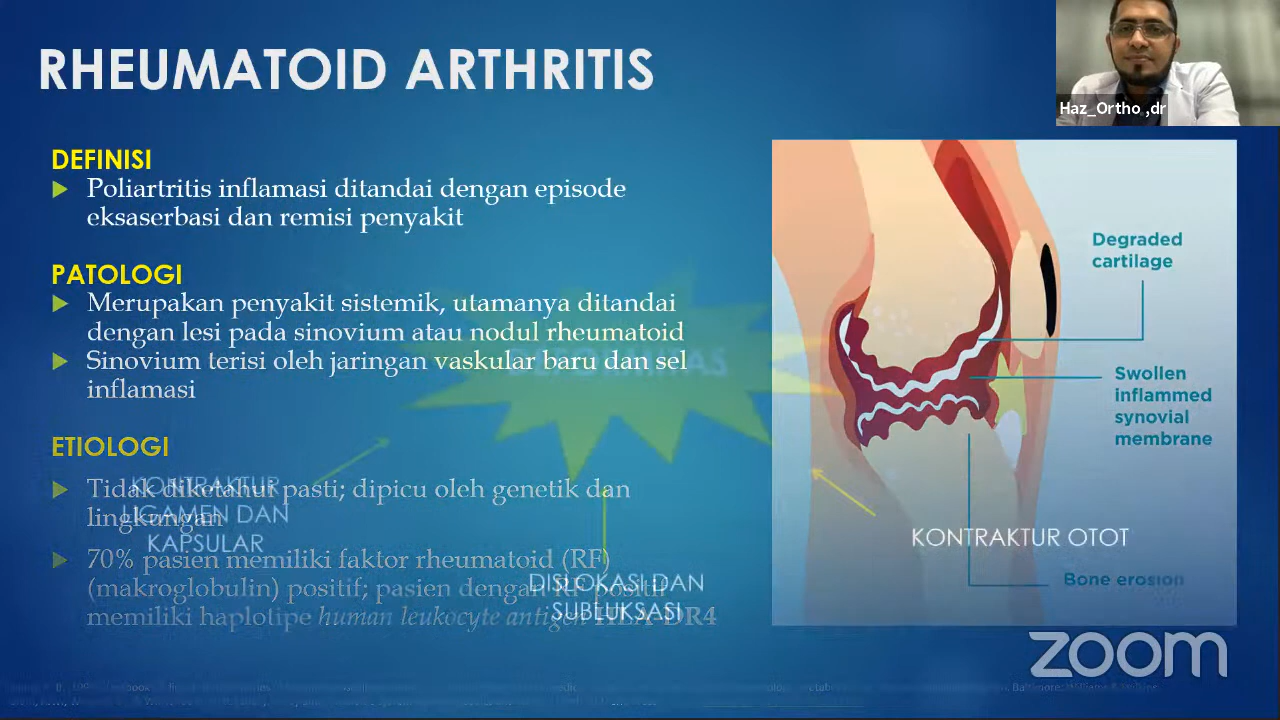 RHEUMATOID ARTHRITIS
Haz_Ortho ,dr
DEFINISI
Poliartritis inflamasi ditandai dengan episode
eksaserbasi dan remisi penyakit
PATOLOGI
Merupakan penyakit sistemik, utamanya ditandai
dengan lesi pada sinovium atau nodul rheumatoid
Sinovium terisi oleh jaringan vaskular baru dan sel
inflamasi
ETIOLOGI
Tidak diketahui pasti; dipicu oleh genetik dan
lingkungan
70% pasien memiliki faktor rheumatoid (RF)
(makroglobulin) positif; pasien dengan RF positif
memiliki haplotipe human leukocyte antigen HLA-DR4
KONTRAKTUR
LIGAMEN DAN
KAPSULAR
DISLOKASI DAN
SUBLUKSASI
Degraded
cartilage
Swollen
inflammed
synovial
membrane
KONTRAKTUR OTOT
Bone erosion
zoom